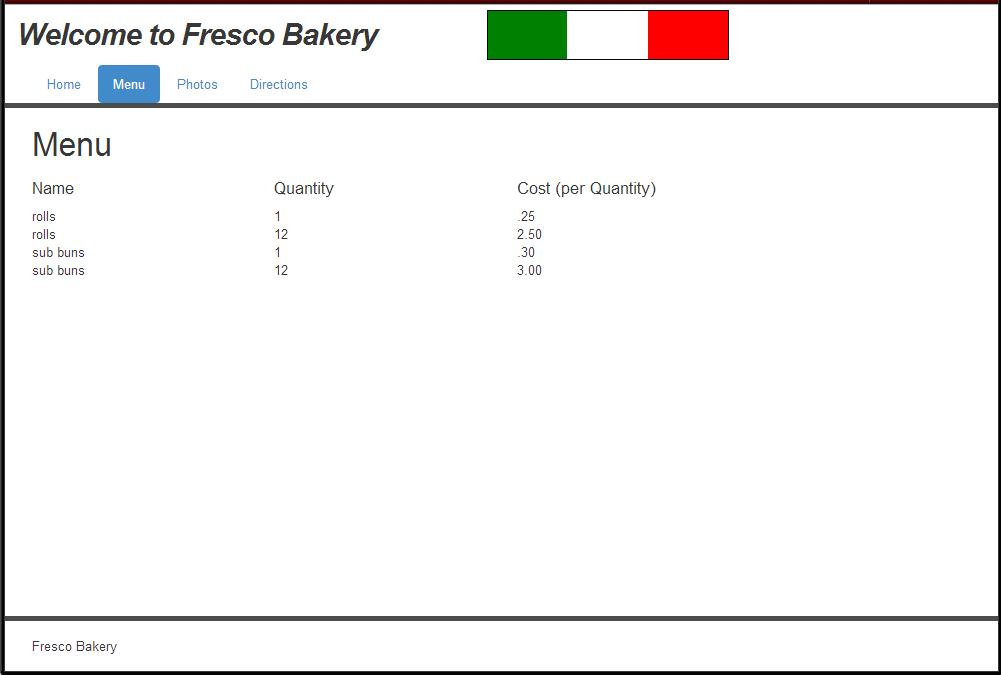 Welcome to Fresco Bakery
Home Menu Photos Directions
Menu
Name Quantity Cost (per Quantity)
rolls 1 .25
rolls 12 2.50
sub buns 1 .30
sub buns 12 3.00
Fresco Bakery